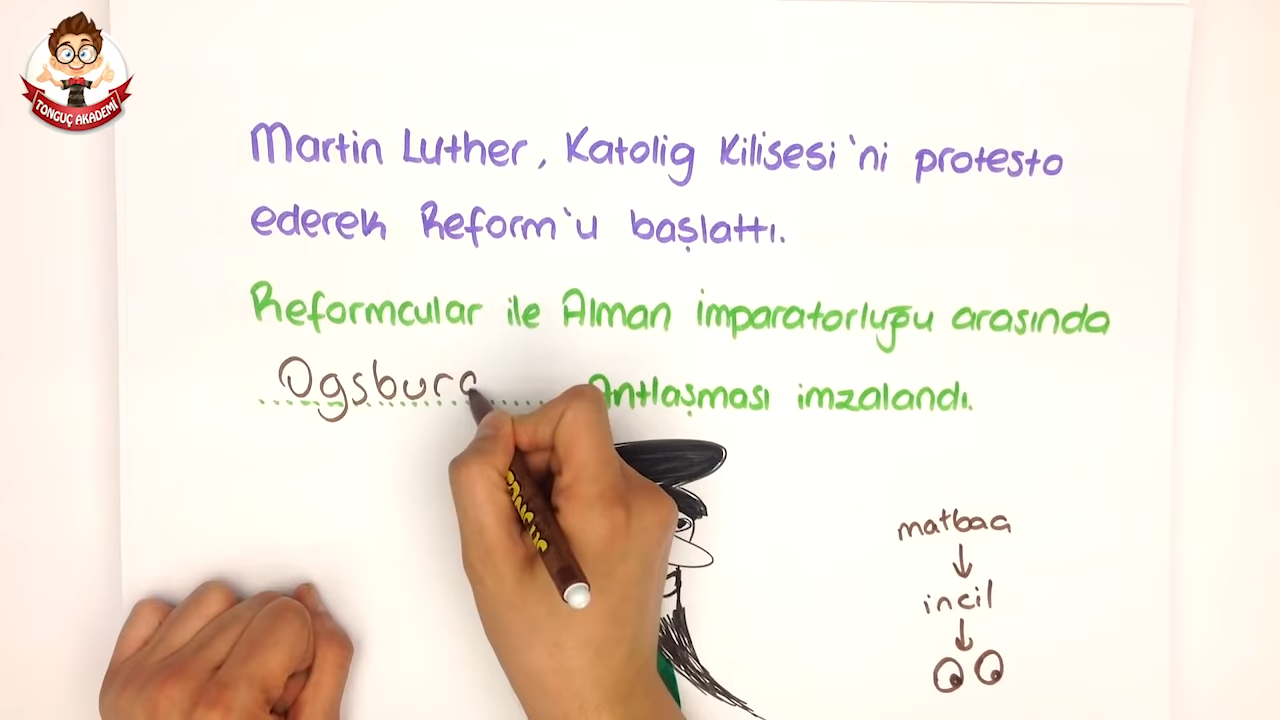 TONGUÇ AKADEMİ
Martin Luther, Katolig Kilisesi'ni protesto
ederek Reform'u başlattı.
Reformcular ile Alman imparatorluğu arasında
Ogsburg Antlaşması imzalandı.
matbaa
incil